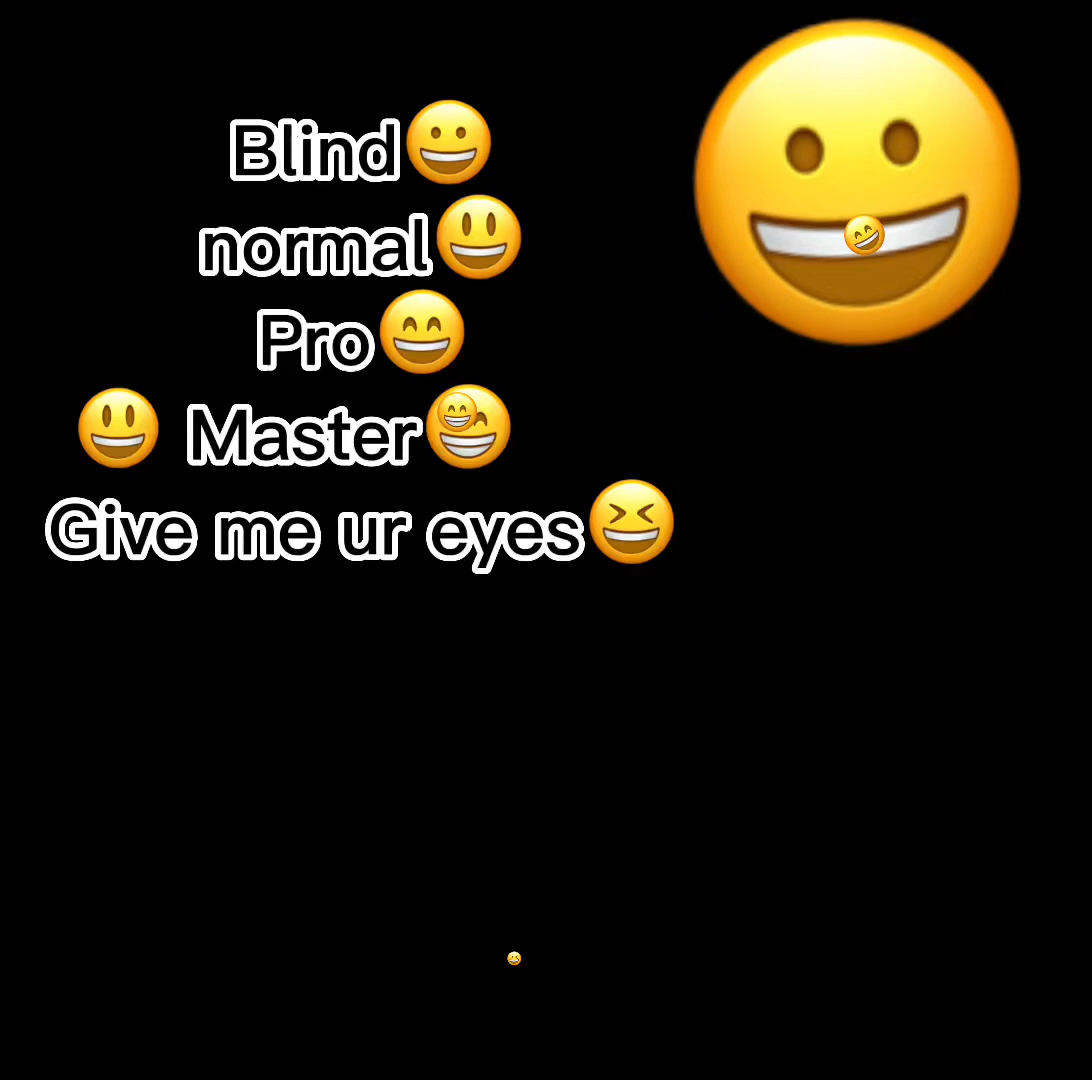 Blind😀
normal😃
Pro😄
😃 Master😁
Give me ur eyes😆